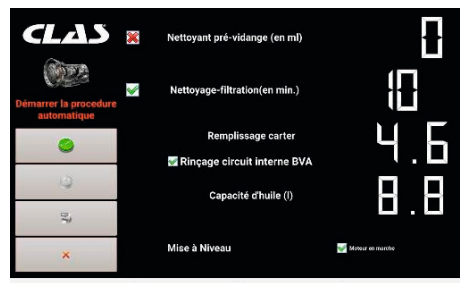 CLAS
Nettoyant pré-vidange (en ml)
0
Nettoyage-filtration(en min.)
10
Démarrer la procedure
automatique
Remplissage carter
4.6
Rinçage circuit interne BVA
Capacité d'huile (l)
8.8
Mise à Niveau
Moteur en marche